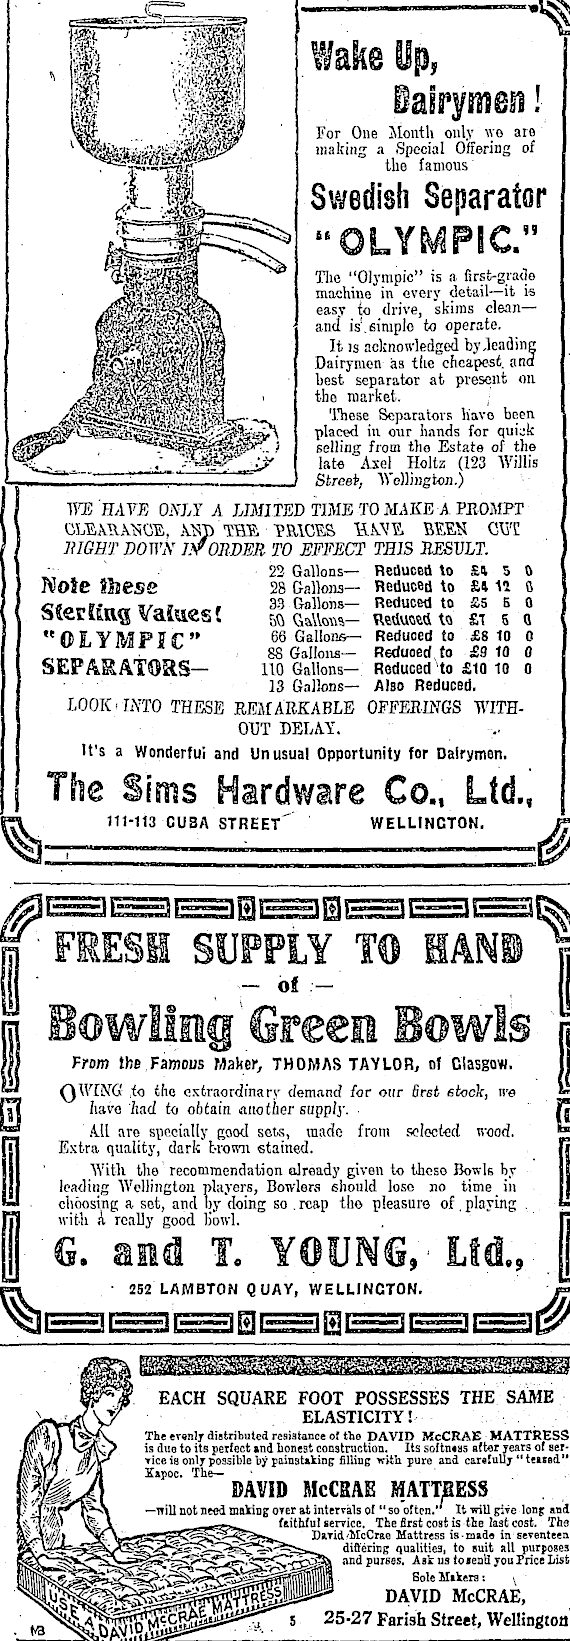 Wake Up,
Dairymen!
For One Month only we are
making a Special Offering of
the famous
Swedish Separator
"OLYMPIC."
The "Olympic" is a first-grade
machine in every detail—it is
easy to drive, skims clean—
and is simple to operate.
It is acknowledged by leading
Dairymen as the cheapest and
best separator at present on
the market.
These Separators have been
placed in our hands for quick
selling from the Estate of the
late Axel Holtz (123 Willis
Street, Wellington.)
WE HAVE ONLY A LIMITED TIME TO MAKE A PROMPT
CLEARANCE, AND THE PRICES HAVE BEEN CUT
RIGHT DOWN IN ORDER TO EFFECT THIS RESULT.
Note these
Sterling Values!
"OLYMPIC"
SEPARATORS—
22 Gallons— Reduced to £4 5 0
28 Gallons— Reduced to £4 12 6
33 Gallons— Reduced to £5 5 0
50 Gallons— Reduced to £7 5 0
66 Gallons— Reduced to £8 10 0
88 Gallons— Reduced to £9 10 0
110 Gallons— Reduced to £10 10 0
13 Gallons— Also Reduced.
LOOK INTO THESE REMARKABLE OFFERINGS WITH-
OUT DELAY.
It's a Wonderful and Unusual Opportunity for Dairymen.
The Sims Hardware Co., Ltd.,
111-113 CUBA STREET WELLINGTON.
FRESH SUPPLY TO HAND
— of —
Bowling Green Bowls
From the Famous Maker, THOMAS TAYLOR, of Glasgow.
OWING to the extraordinary demand for our first stock, we
have had to obtain another supply.
All are specially good sets, made from selected wood.
Extra quality, dark brown stained.
With the recommendation already given to these Bowls by
leading Wellington players, Bowlers should lose no time in
choosing a set, and by doing so reap the pleasure of playing
with a really good bowl.
G. and T. YOUNG, Ltd.,
252 LAMBTON QUAY, WELLINGTON.
EACH SQUARE FOOT POSSESSES THE SAME
ELASTICITY!
The evenly distributed resistance of the DAVID McCRAE MATTRESS
is due to its perfect and honest construction. Its softness after years of ser-
vice is only possible by painstaking filling with pure and carefully "teased"
Kapoc. The—
DAVID McCRAE MATTRESS
—will not need making over at intervals of "so often." It will give long and
faithful service. The first cost is the last cost. The
David McCrae Mattress is made in seventeen
differing qualities, to suit all purposes
and purses. Ask us to send you Price List
Sole Makers:
DAVID McCRAE,
5 25-27 Farish Street, Wellington
USE A DAVID McCRAE MATTRESS